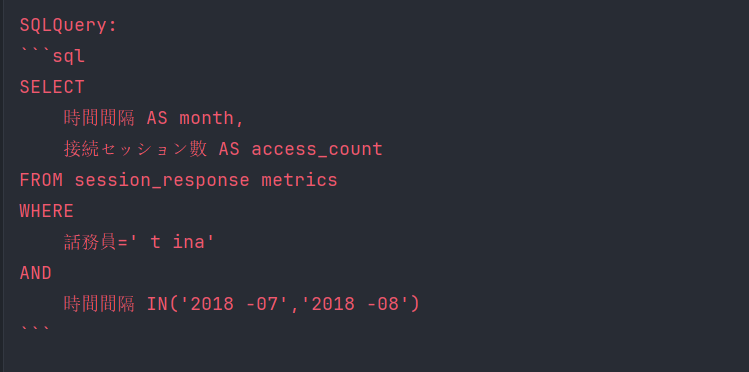 SQLQuery:
```sql
SELECT
    時間間隔 AS month,
    接続セッション數 AS access_count
FROM session_response metrics
WHERE
    話務員=' t ina'
AND
    時間間隔 IN('2018 -07','2018 -08')
```